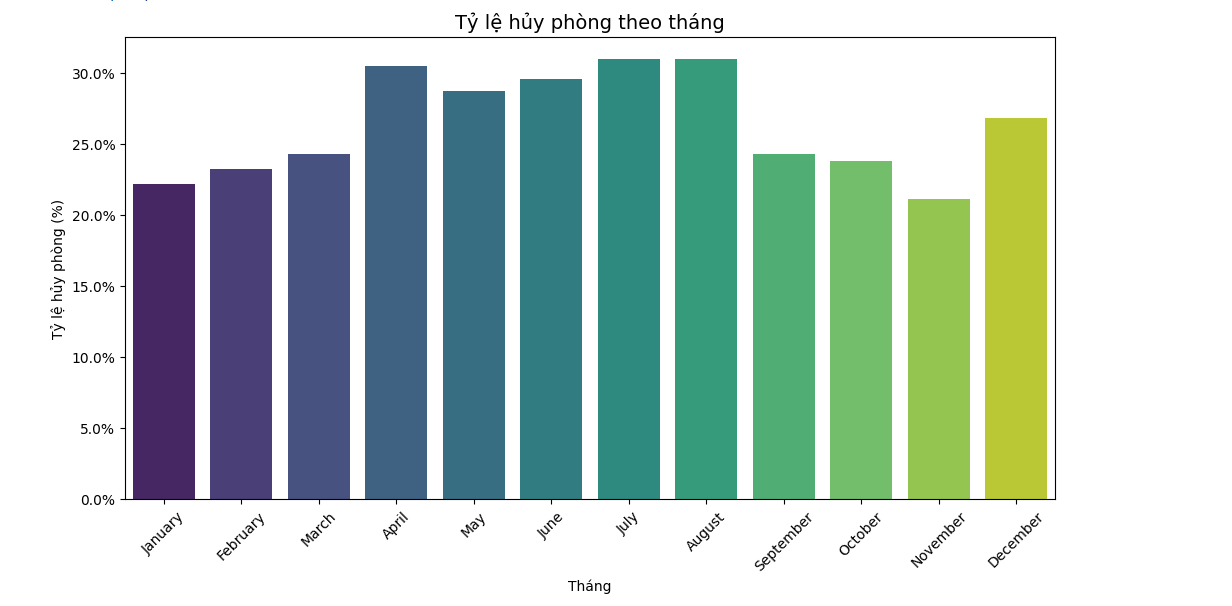 Tỷ lệ hủy phòng theo tháng
Tỷ lệ hủy phòng (%)
30.0%
25.0%
20.0%
15.0%
10.0%
5.0%
0.0%
January
February
March
April
May
June
July
August
September
October
November
December
Tháng